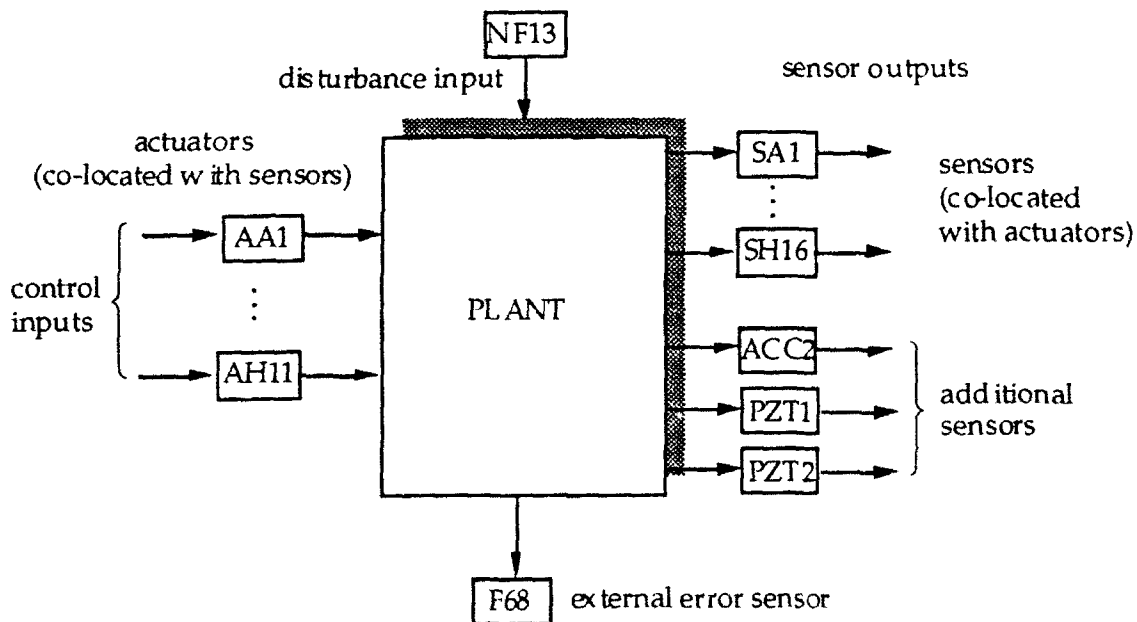 NF13
disturbance input
sensor outputs
actuators
(co-located with sensors)
SA1
sensors
(co-located
with actuators)
AA1
SH16
control
inputs
PLANT
ACC2
AH11
PZT1
additional
sensors
PZT2
F68
external error sensor